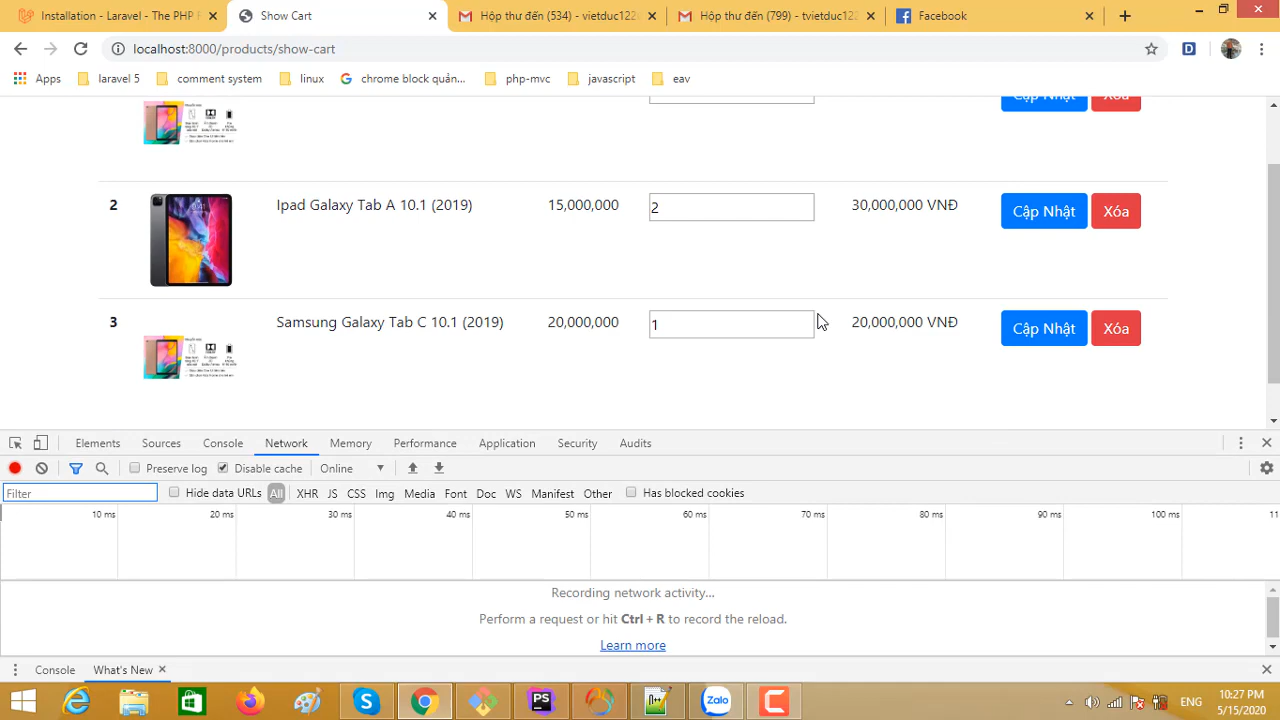 Installation - Laravel - The PHP F
Show Cart
Hộp thư đến (534) - vietduc122v
Hộp thư đến (799) - tvietduc122
Facebook
localhost:8000/products/show-cart
D
Apps
laravel 5
comment system
linux
chrome block quản...
php-mvc
javascript
eav
Cập Nhật
Xóa
2
Ipad Galaxy Tab A 10.1 (2019)
15,000,000
2
30,000,000 VNĐ
Cập Nhật
Xóa
3
Samsung Galaxy Tab C 10.1 (2019)
20,000,000
1
20,000,000 VNĐ
Cập Nhật
Xóa
Elements
Sources
Console
Network
Memory
Performance
Application
Security
Audits
Preserve log
Disable cache
Online
Filter
Hide data URLs
All
XHR
JS
CSS
Img
Media
Font
Doc
WS
Manifest
Other
Has blocked cookies
10 ms
20 ms
30 ms
40 ms
50 ms
60 ms
70 ms
80 ms
90 ms
100 ms
11
Recording network activity...
Perform a request or hit Ctrl + R to record the reload.
Learn more
Console
What's New
PS
Zalo
ENG
10:27 PM
5/15/2020